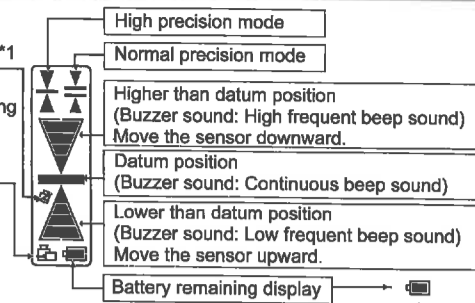 High precision mode
*1
Normal precision mode
ng
Higher than datum position
(Buzzer sound: High frequent beep sound)
Move the sensor downward.
Datum position
(Buzzer sound: Continuous beep sound)
Lower than datum position
(Buzzer sound: Low frequent beep sound)
Move the sensor upward.
Battery remaining display